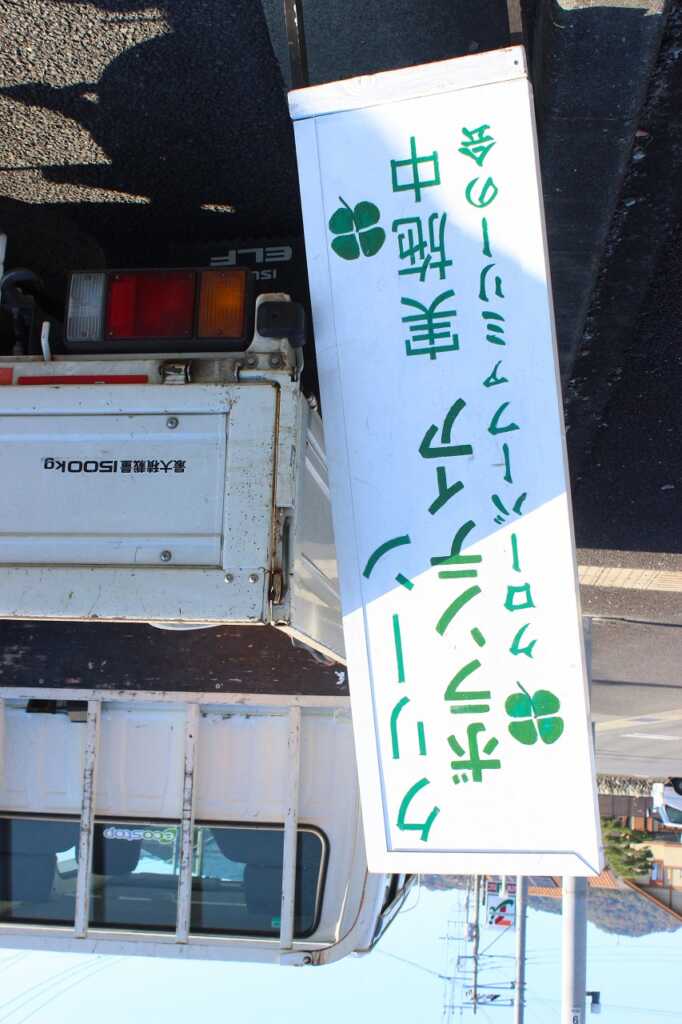 クリーン
ボランティア 実施中
クローバーファミリーの会
最大積載量1500kg
ELF
ecostop